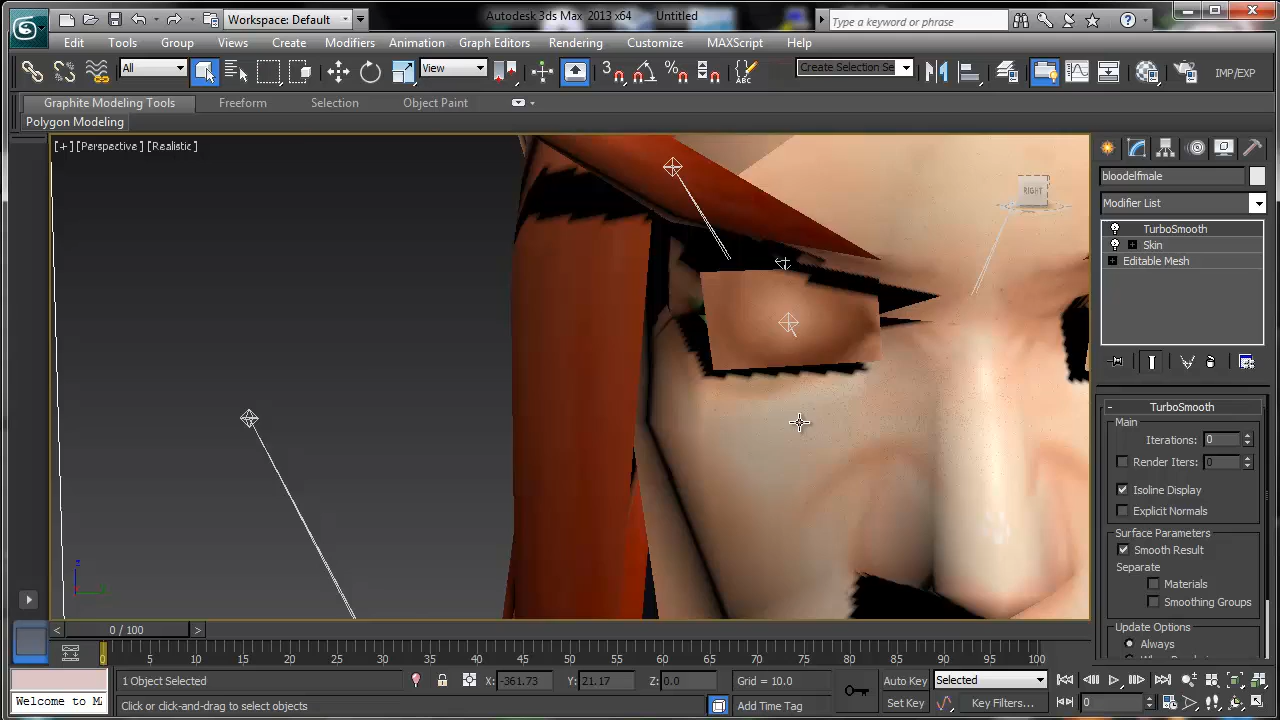 Workspace: Default
Autodesk 3ds Max 2013 x64 Untitled
Type a keyword or phrase
Edit Tools Group Views Create Modifiers Animation Graph Editors Rendering Customize MAXScript Help
All
View
3
ABC
Create Selection Se
IMP/EXP
Graphite Modeling Tools Freeform Selection Object Paint
Polygon Modeling
[+] [Perspective] [Realistic]
RIGHT
bloodelfmale
Modifier List
TurboSmooth
Skin
Editable Mesh
TurboSmooth
Main
Iterations: 0
Render Iters: 0
Isoline Display
Explicit Normals
Surface Parameters
Smooth Result
Separate
Materials
Smoothing Groups
Update Options
Always
0 / 100
0 5 10 15 20 25 30 35 40 45 50 55 60 65 70 75 80 85 90 95 100
1 Object Selected
X: -361.73
Y: 21.17
Z: 0.0
Grid = 10.0
Auto Key
Selected
Welcome to M
Click or click-and-drag to select objects
Add Time Tag
Set Key
Key Filters...
0